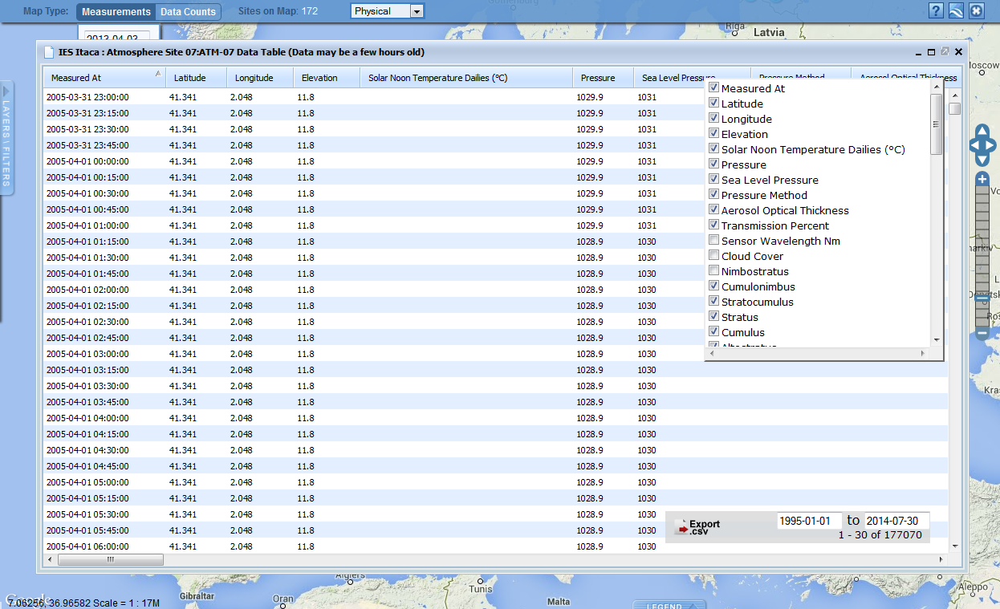 Map Type: Measurements Data Counts Sites on Map: 172 Physical ?
2013-04-03
Riga
Latvia
Moscow
IES Itaca : Atmosphere Site 07:ATM-07 Data Table (Data may be a few hours old)
Measured At Latitude Longitude Elevation Solar Noon Temperature Dailies (°C) Pressure Sea Level Pressure Pressure Method Aerosol Optical Thickness
2005-03-31 23:00:00 41.341 2.048 11.8 1029.9 1031
2005-03-31 23:15:00 41.341 2.048 11.8 1029.9 1031
2005-03-31 23:30:00 41.341 2.048 11.8 1029.9 1031
2005-03-31 23:45:00 41.341 2.048 11.8 1029.9 1031
2005-04-01 00:00:00 41.341 2.048 11.8 1029.9 1031
2005-04-01 00:15:00 41.341 2.048 11.8 1029.9 1031
2005-04-01 00:30:00 41.341 2.048 11.8 1029.9 1031
2005-04-01 00:45:00 41.341 2.048 11.8 1029.9 1031
2005-04-01 01:00:00 41.341 2.048 11.8 1029.9 1031
2005-04-01 01:15:00 41.341 2.048 11.8 1028.9 1030
2005-04-01 01:30:00 41.341 2.048 11.8 1028.9 1030
2005-04-01 01:45:00 41.341 2.048 11.8 1028.9 1030
2005-04-01 02:00:00 41.341 2.048 11.8 1028.9 1030
2005-04-01 02:15:00 41.341 2.048 11.8 1028.9 1030
2005-04-01 02:30:00 41.341 2.048 11.8 1028.9 1030
2005-04-01 02:45:00 41.341 2.048 11.8 1028.9 1030
2005-04-01 03:00:00 41.341 2.048 11.8 1028.9 1030
2005-04-01 03:15:00 41.341 2.048 11.8 1028.9 1030
2005-04-01 03:30:00 41.341 2.048 11.8 1028.9 1030
2005-04-01 03:45:00 41.341 2.048 11.8 1028.9 1030
2005-04-01 04:00:00 41.341 2.048 11.8 1028.9 1030
2005-04-01 04:15:00 41.341 2.048 11.8 1028.9 1030
2005-04-01 04:30:00 41.341 2.048 11.8 1028.9 1030
2005-04-01 04:45:00 41.341 2.048 11.8 1028.9 1030
2005-04-01 05:00:00 41.341 2.048 11.8 1028.9 1030
2005-04-01 05:15:00 41.341 2.048 11.8 1028.9 1030
2005-04-01 05:30:00 41.341 2.048 11.8 1028.9 1030
2005-04-01 05:45:00 41.341 2.048 11.8 1028.9 1030
2005-04-01 06:00:00 41.341 2.048 11.8 1028.9 1030
Measured At
Latitude
Longitude
Elevation
Solar Noon Temperature Dailies (°C)
Pressure
Sea Level Pressure
Pressure Method
Aerosol Optical Thickness
Transmission Percent
Sensor Wavelength Nm
Cloud Cover
Nimbostratus
Cumulonimbus
Stratocumulus
Stratus
Cumulus
Altostratus
Export
.csv
1995-01-01 to 2014-07-30
1 - 30 of 177070
LAYERS \ FILTERS
Algiers
Tunis
Gibraltar
Oran
Malta
Aleppo
Google
7.06256, 36.96582 Scale = 1 : 17M
LEGEND